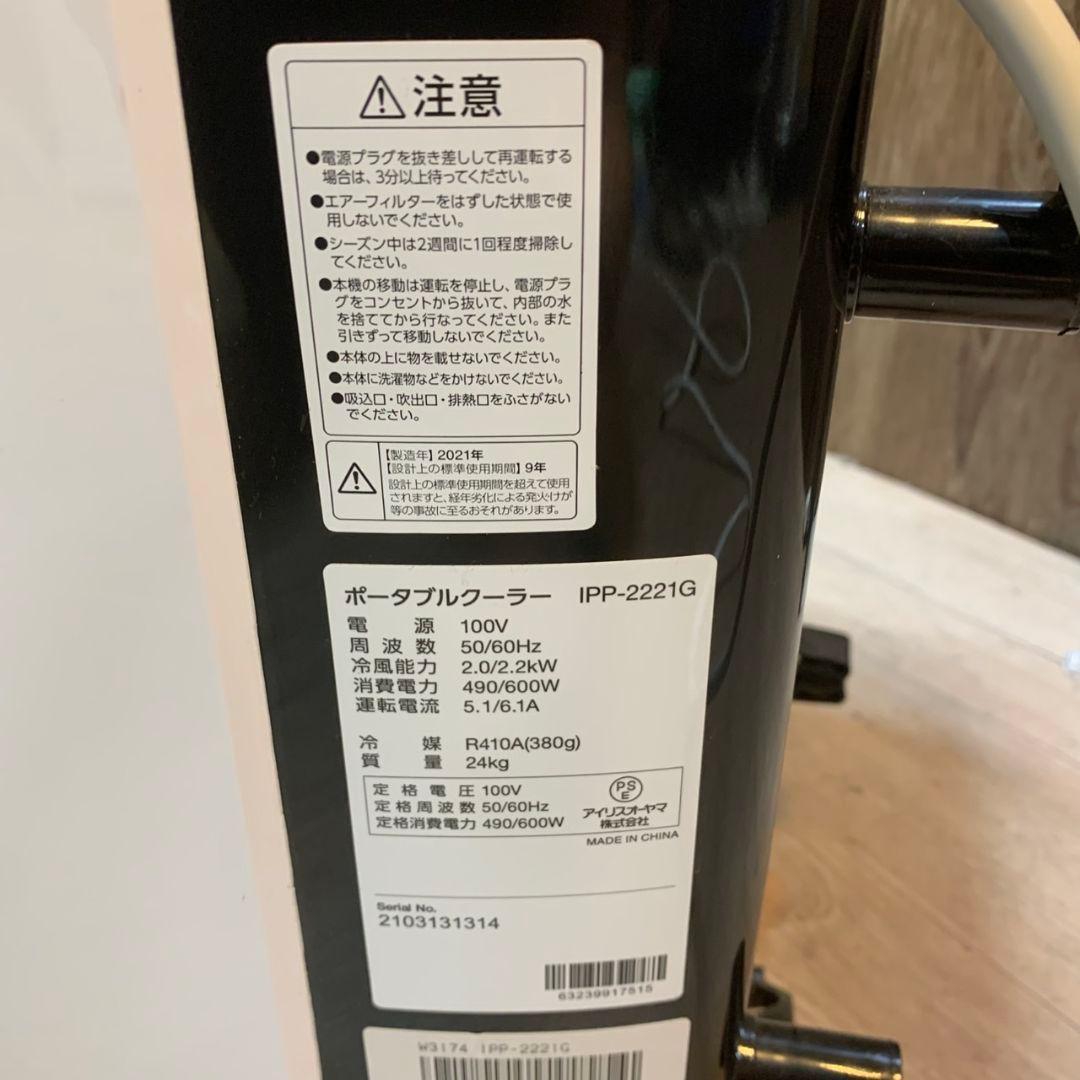 注意
●電源プラグを抜き差しして再運転する
場合は、3分以上待ってください。
●エアーフィルターをはずした状態で使
用しないでください。
●シーズン中は2週間に1回程度掃除し
てください。
●本機の移動は運転を停止し、電源プラ
グをコンセントから抜いて、内部の水
を捨ててから行なってください。また
引きずって移動しないでください。
●本体の上に物を載せないでください。
●本体に洗濯物などをかけないでください。
●吸込口・吹出口・排熱口をふさがない
でください。
【製造年】2021年
【設計上の標準使用期間】9年
設計上の標準使用期間を超えて使用
されますと、経年劣化による発火けが
等の事故に至るおそれがあります。
ポータブルクーラー IPP-2221G
電源 100V
周波数 50/60Hz
冷風能力 2.0/2.2kW
消費電力 490/600W
運転電流 5.1/6.1A
冷媒 R410A(380g)
質量 24kg
定格電圧 100V
定格周波数 50/60Hz
定格消費電力 490/600W
PSE
アイリスオーヤマ
株式会社
MADE IN CHINA
Serial No.
2103131314
63239917515
W3174 IPP-2221G